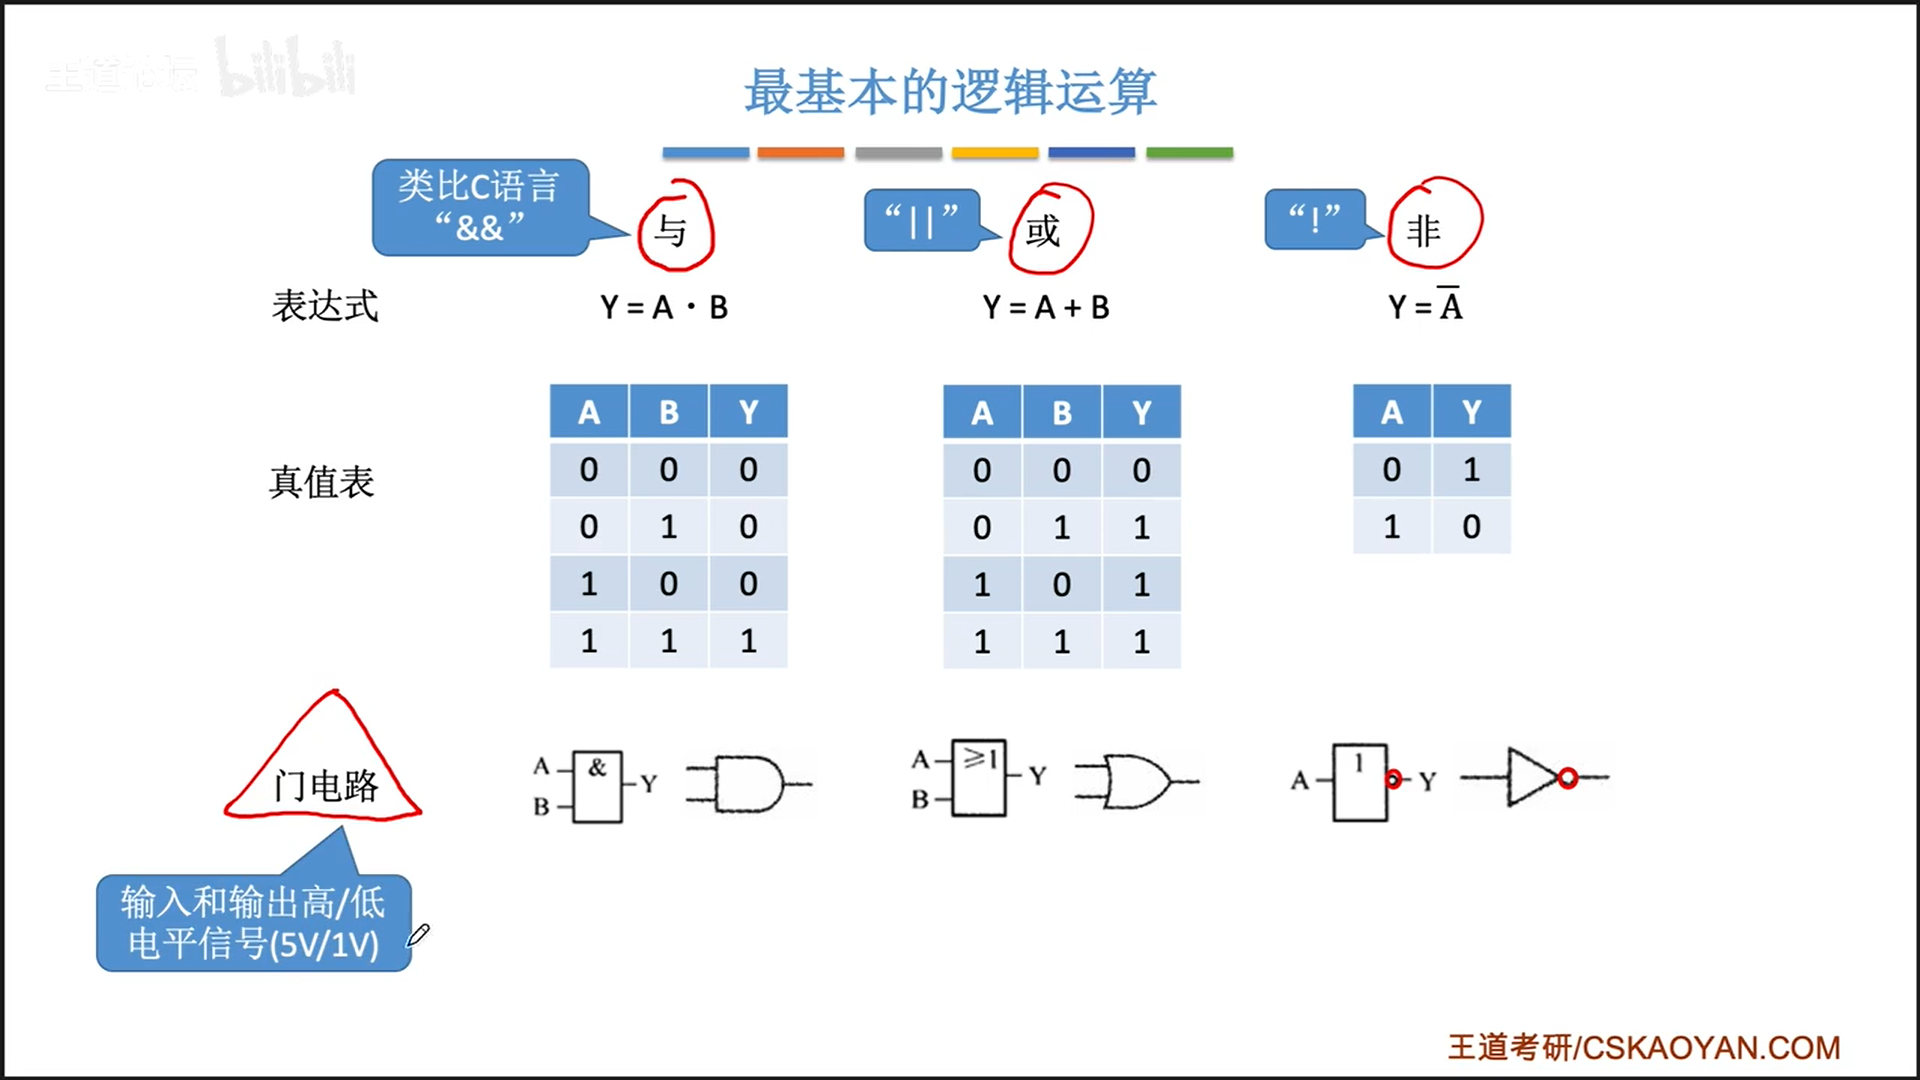 王道论坛 bilibili
最基本的逻辑运算
类比C语言
“&&”
与
“||”
或
“!”
非
表达式
Y = A · B
Y = A + B
Y = A̅
真值表
A B Y
0 0 0
0 1 0
1 0 0
1 1 1
A B Y
0 0 0
0 1 1
1 0 1
1 1 1
A Y
0 1
1 0
门电路
A
B
&
Y
A
B
≥1
Y
A
1
Y
输入和输出高/低
电平信号(5V/1V)
王道考研/CSKAOYAN.COM